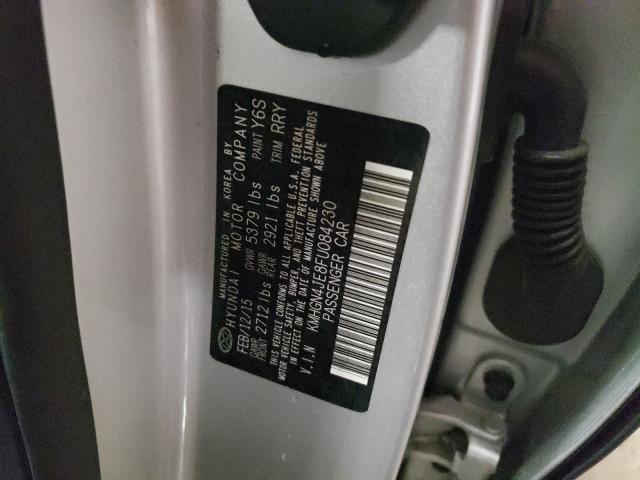 MANUFACTURED IN KOREA BY
HYUNDAI MOTOR COMPANY
FEB/12/15 GVWR 5379 lbs PAINT Y6S
GAWR FRONT 2712 lbs GAWR REAR 2921 lbs TRIM RRY
THIS VEHICLE CONFORMS TO ALL APPLICABLE U.S.A. FEDERAL
MOTOR VEHICLE SAFETY, BUMPER, AND THEFT PREVENTION STANDARDS
IN EFFECT ON THE DATE OF MANUFACTURE SHOWN ABOVE
V.I.N KMHGN4JE8FU084230
PASSENGER CAR